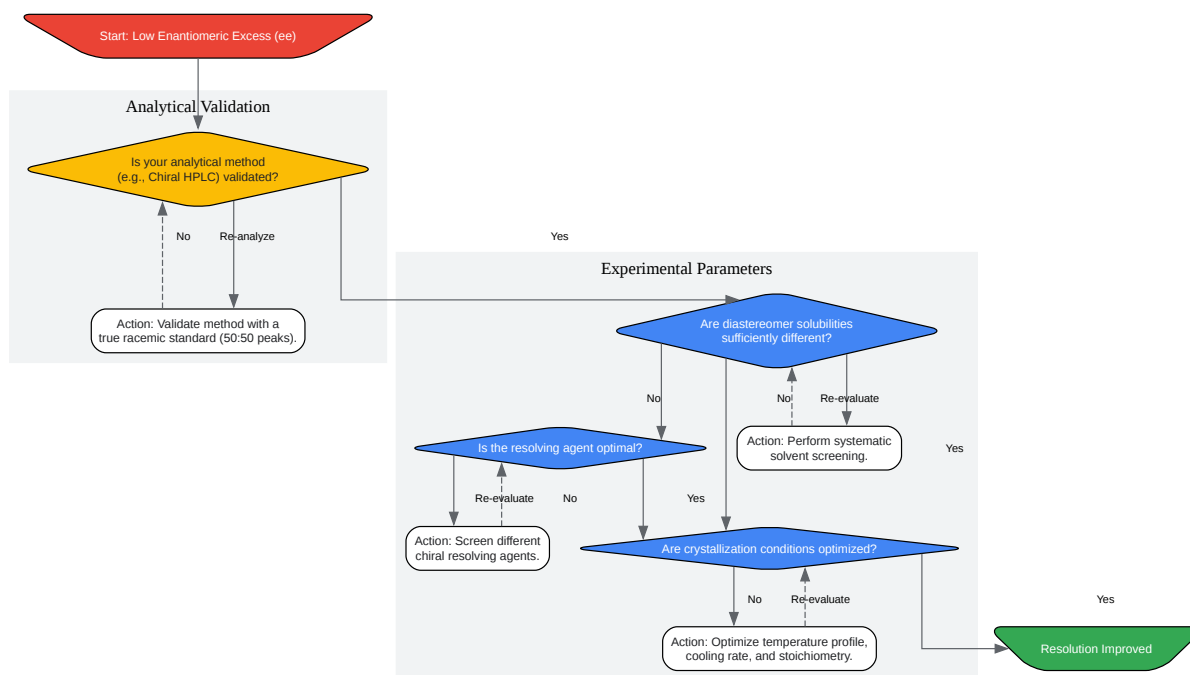 Start: Low Enantiomeric Excess (ee)
Analytical Validation
Is your analytical method
(e.g., Chiral HPLC) validated?
No
Re-analyze
Yes
Action: Validate method with a
true racemic standard (50:50 peaks).
Experimental Parameters
Are diastereomer solubilities
sufficiently different?
No
No
Re-evaluate
Action: Perform systematic
solvent screening.
Yes
Is the resolving agent optimal?
Re-evaluate
No
Yes
Action: Screen different
chiral resolving agents.
Are crystallization conditions optimized?
No
Re-evaluate
Yes
Action: Optimize temperature profile,
cooling rate, and stoichiometry.
Resolution Improved